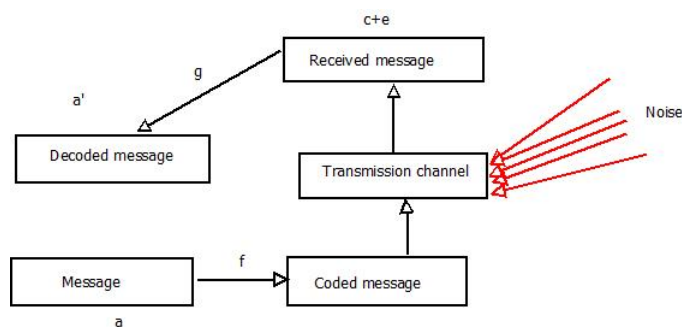 c+e
Received message
g
a'
Decoded message
Noise
Transmission channel
f
Message
Coded message
a